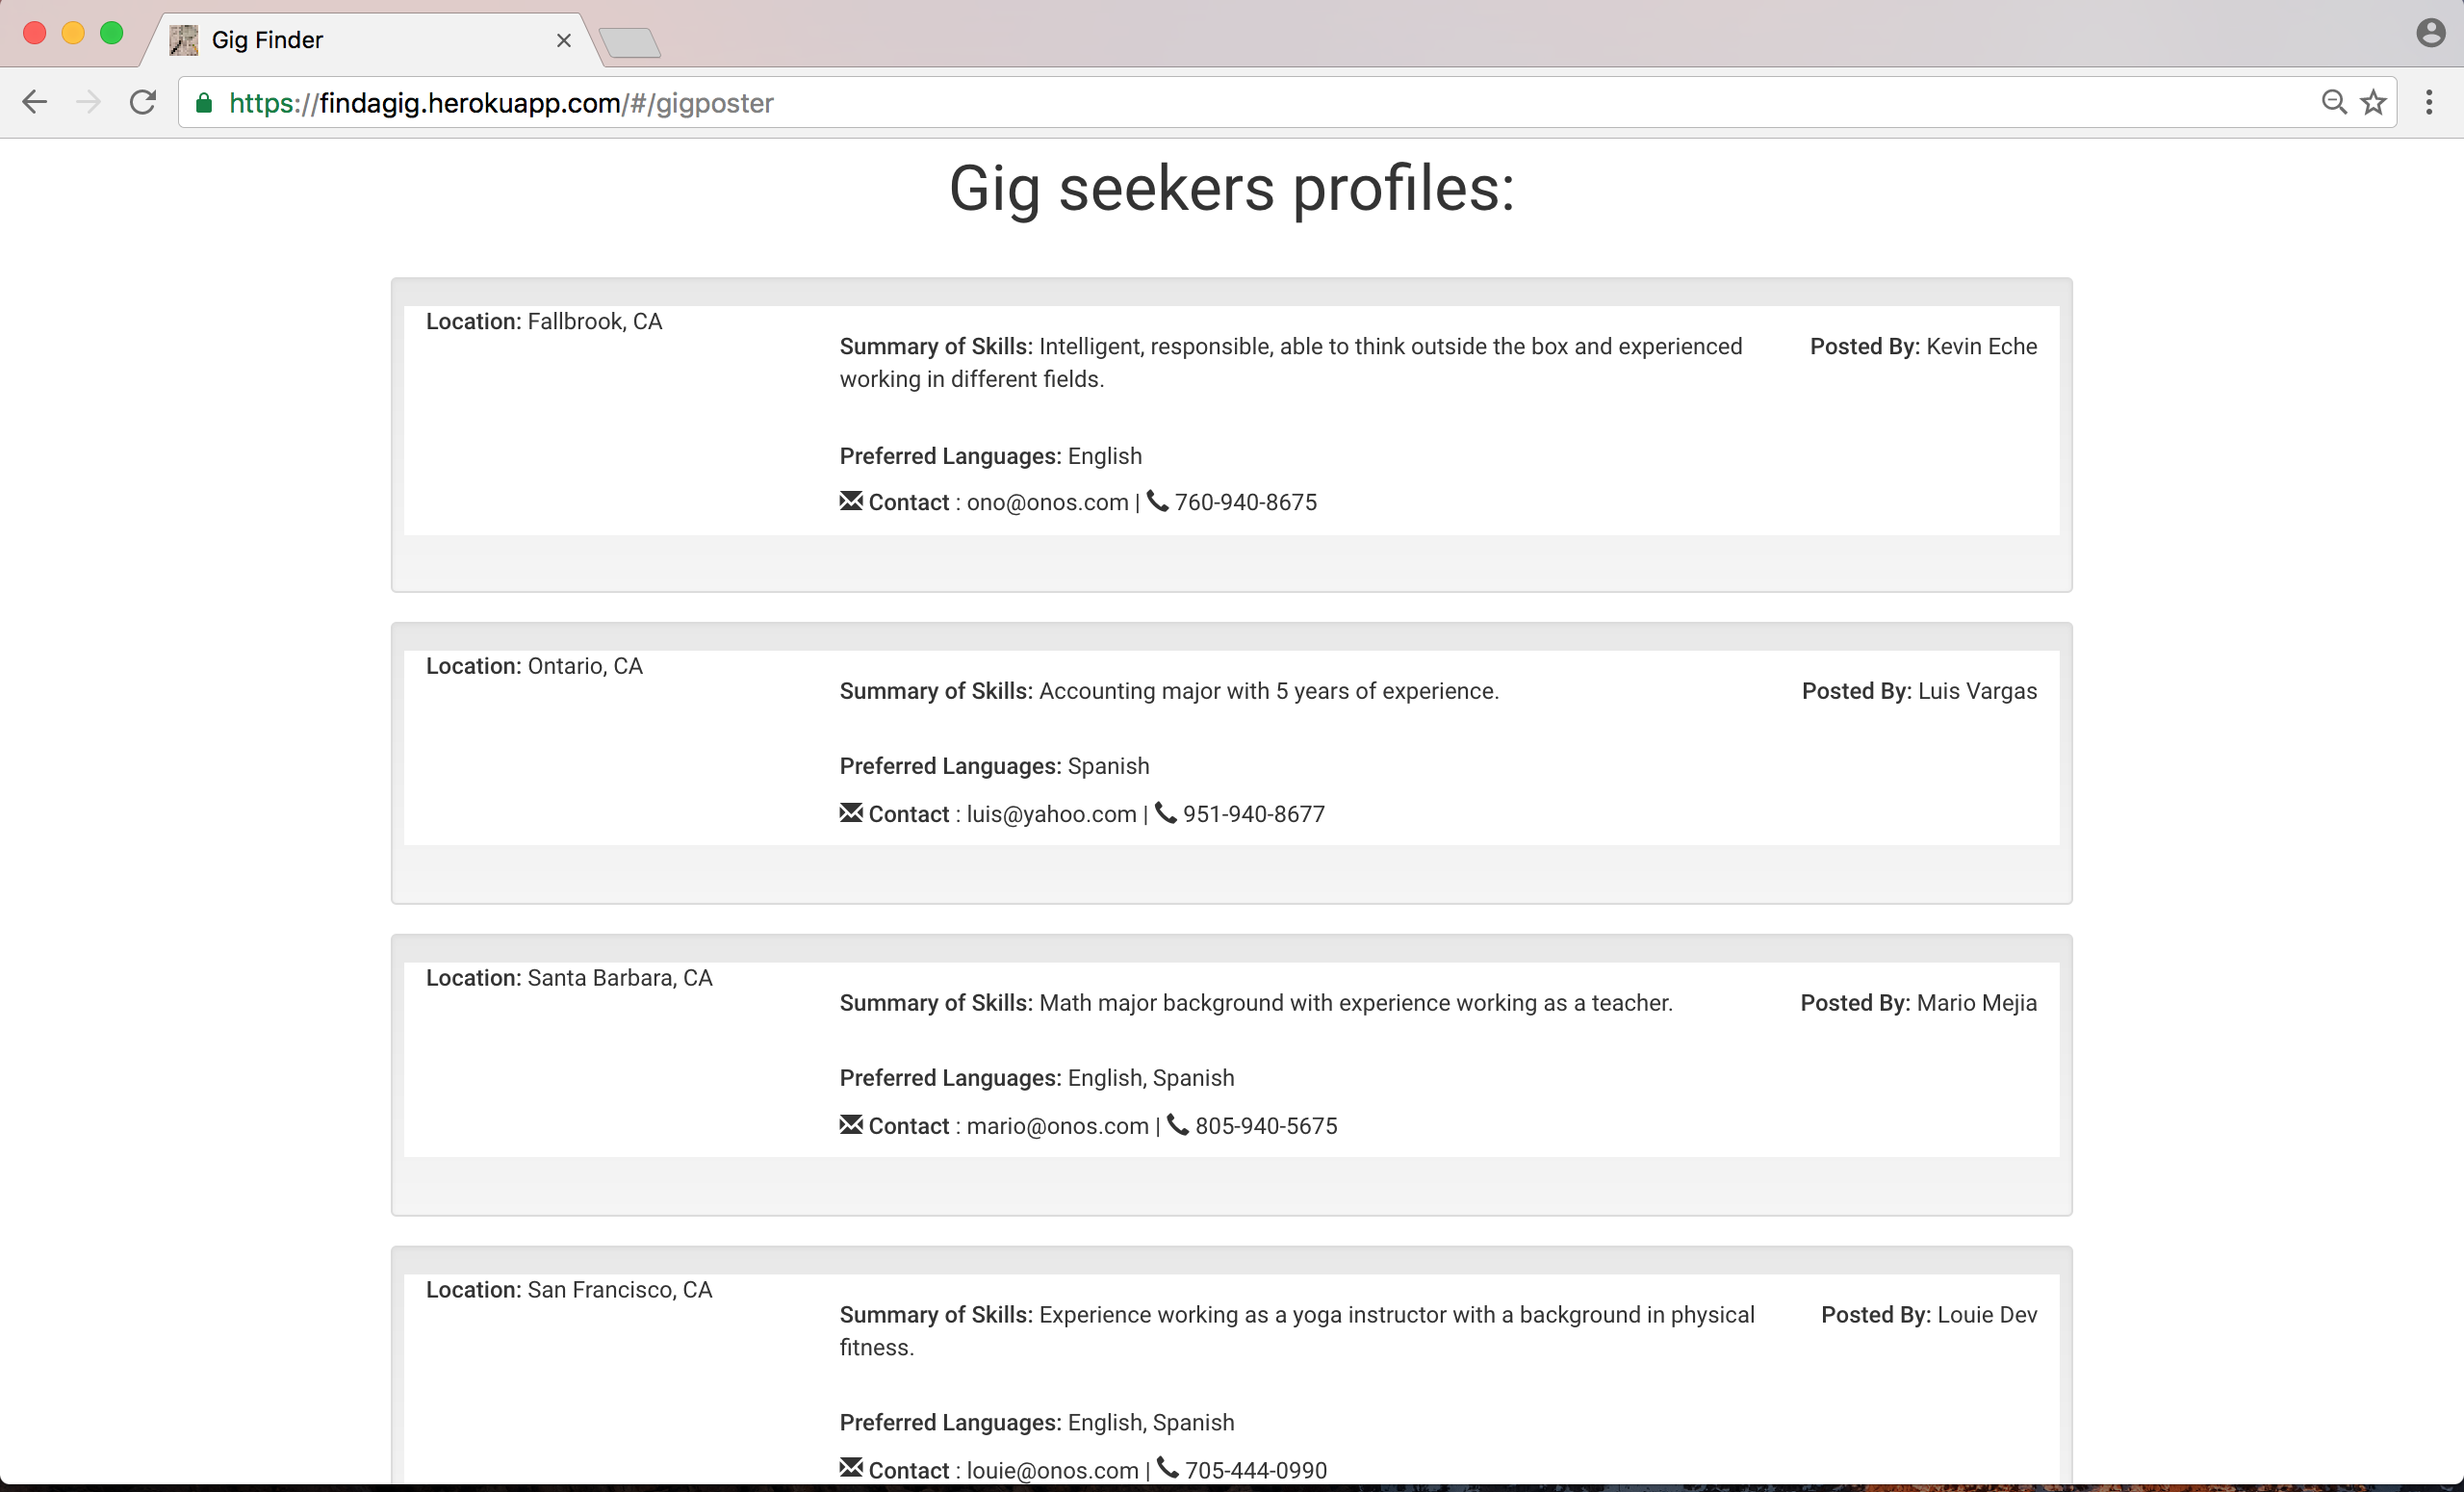 Gig Finder
https://findagig.herokuapp.com/#/gigposter
Gig seekers profiles:
Location: Fallbrook, CA
Summary of Skills: Intelligent, responsible, able to think outside the box and experienced
working in different fields.
Posted By: Kevin Eche
Preferred Languages: English
Contact : ono@onos.com | 760-940-8675
Location: Ontario, CA
Summary of Skills: Accounting major with 5 years of experience.
Posted By: Luis Vargas
Preferred Languages: Spanish
Contact : luis@yahoo.com | 951-940-8677
Location: Santa Barbara, CA
Summary of Skills: Math major background with experience working as a teacher.
Posted By: Mario Mejia
Preferred Languages: English, Spanish
Contact : mario@onos.com | 805-940-5675
Location: San Francisco, CA
Summary of Skills: Experience working as a yoga instructor with a background in physical
fitness.
Posted By: Louie Dev
Preferred Languages: English, Spanish
Contact : louie@onos.com | 705-444-0990